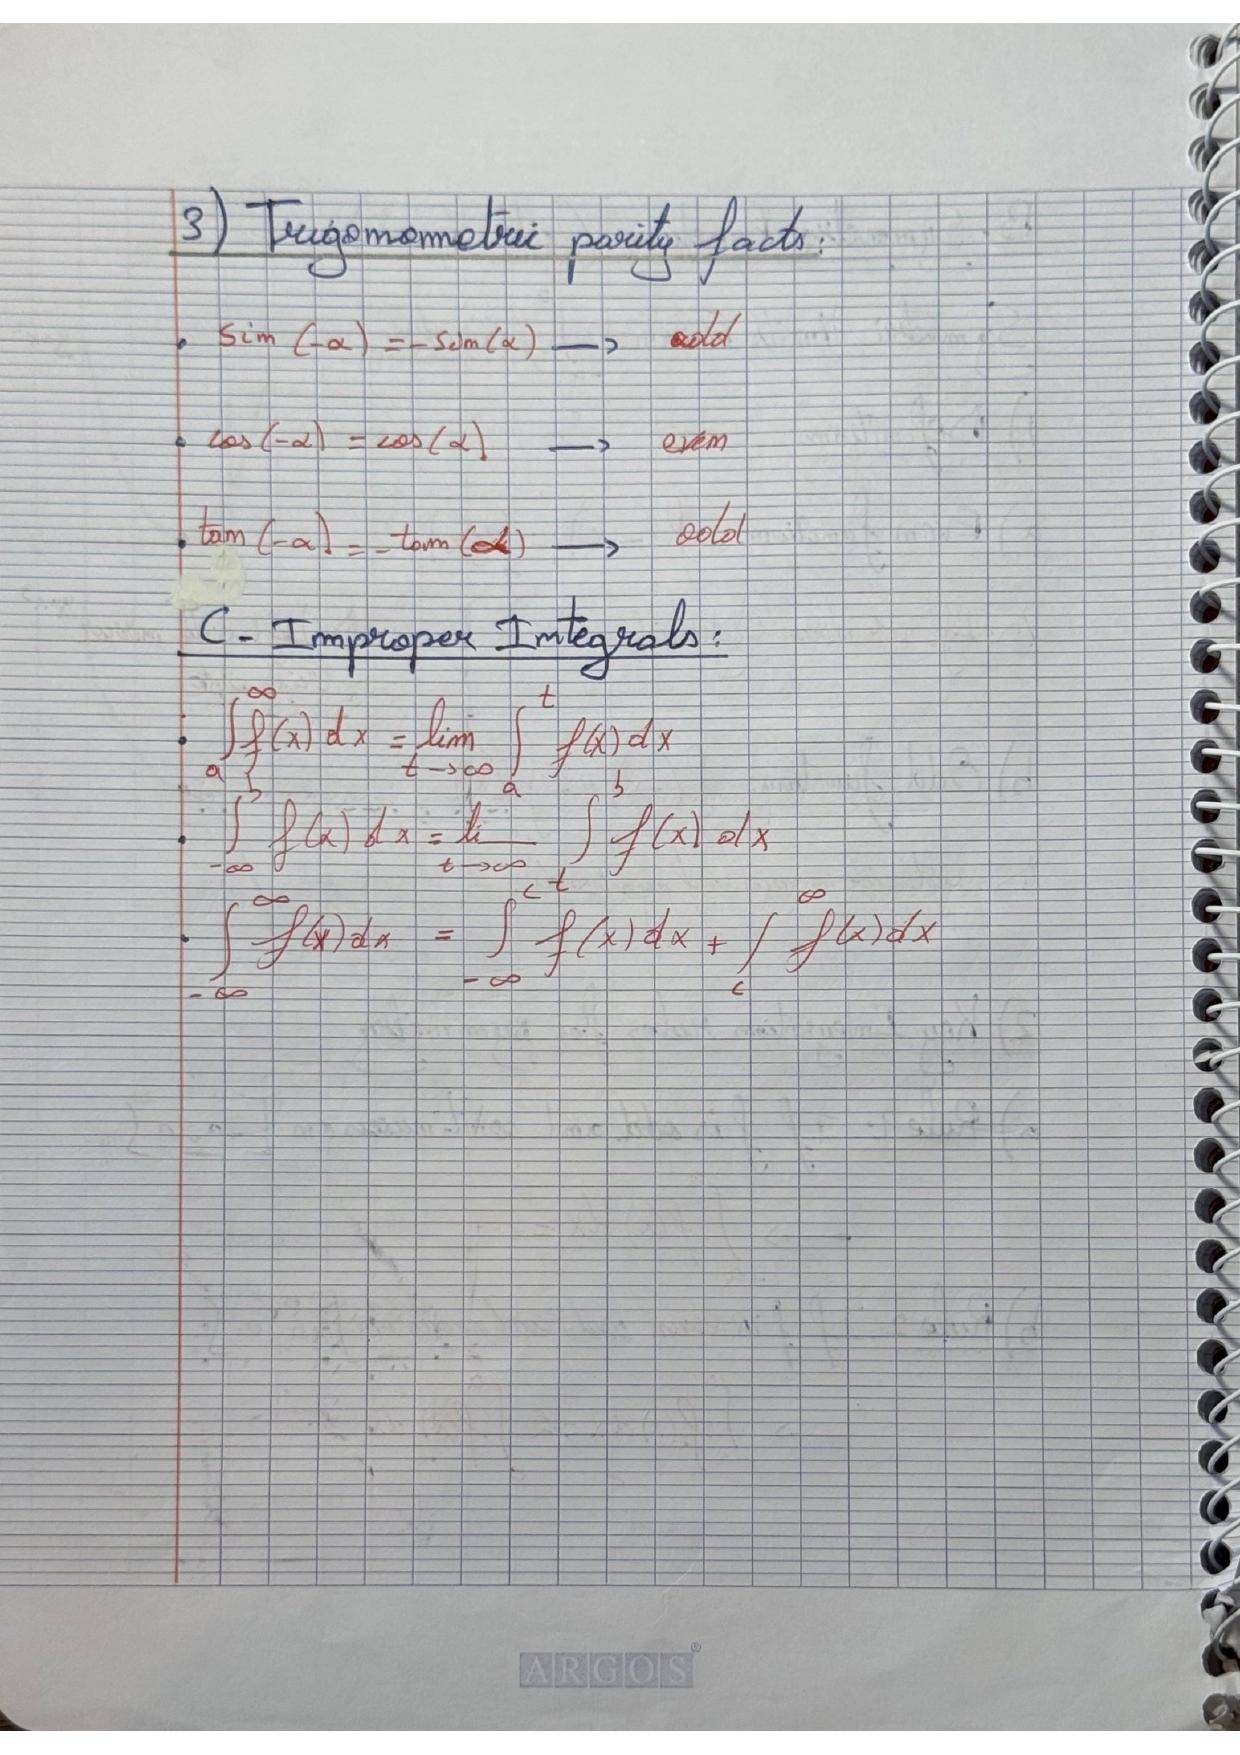 3) Trigonometric parity facts:
• sin (-α) = - sin(α) → odd
• cos(-α) = cos(α) → even
• tan (-α) = - tan (α) → odd
C - Improper Integrals:
• ∫_a^∞ f(x) dx = lim_{t→∞} ∫_a^t f(x) dx
• ∫_{-∞}^b f(x) dx = li_{t→∞} ∫_t^b f(x) dx
• ∫_{-∞}^∞ f(x) dx = ∫_{-∞}^c f(x) dx + ∫_c^∞ f(x) dx
ARGOS®